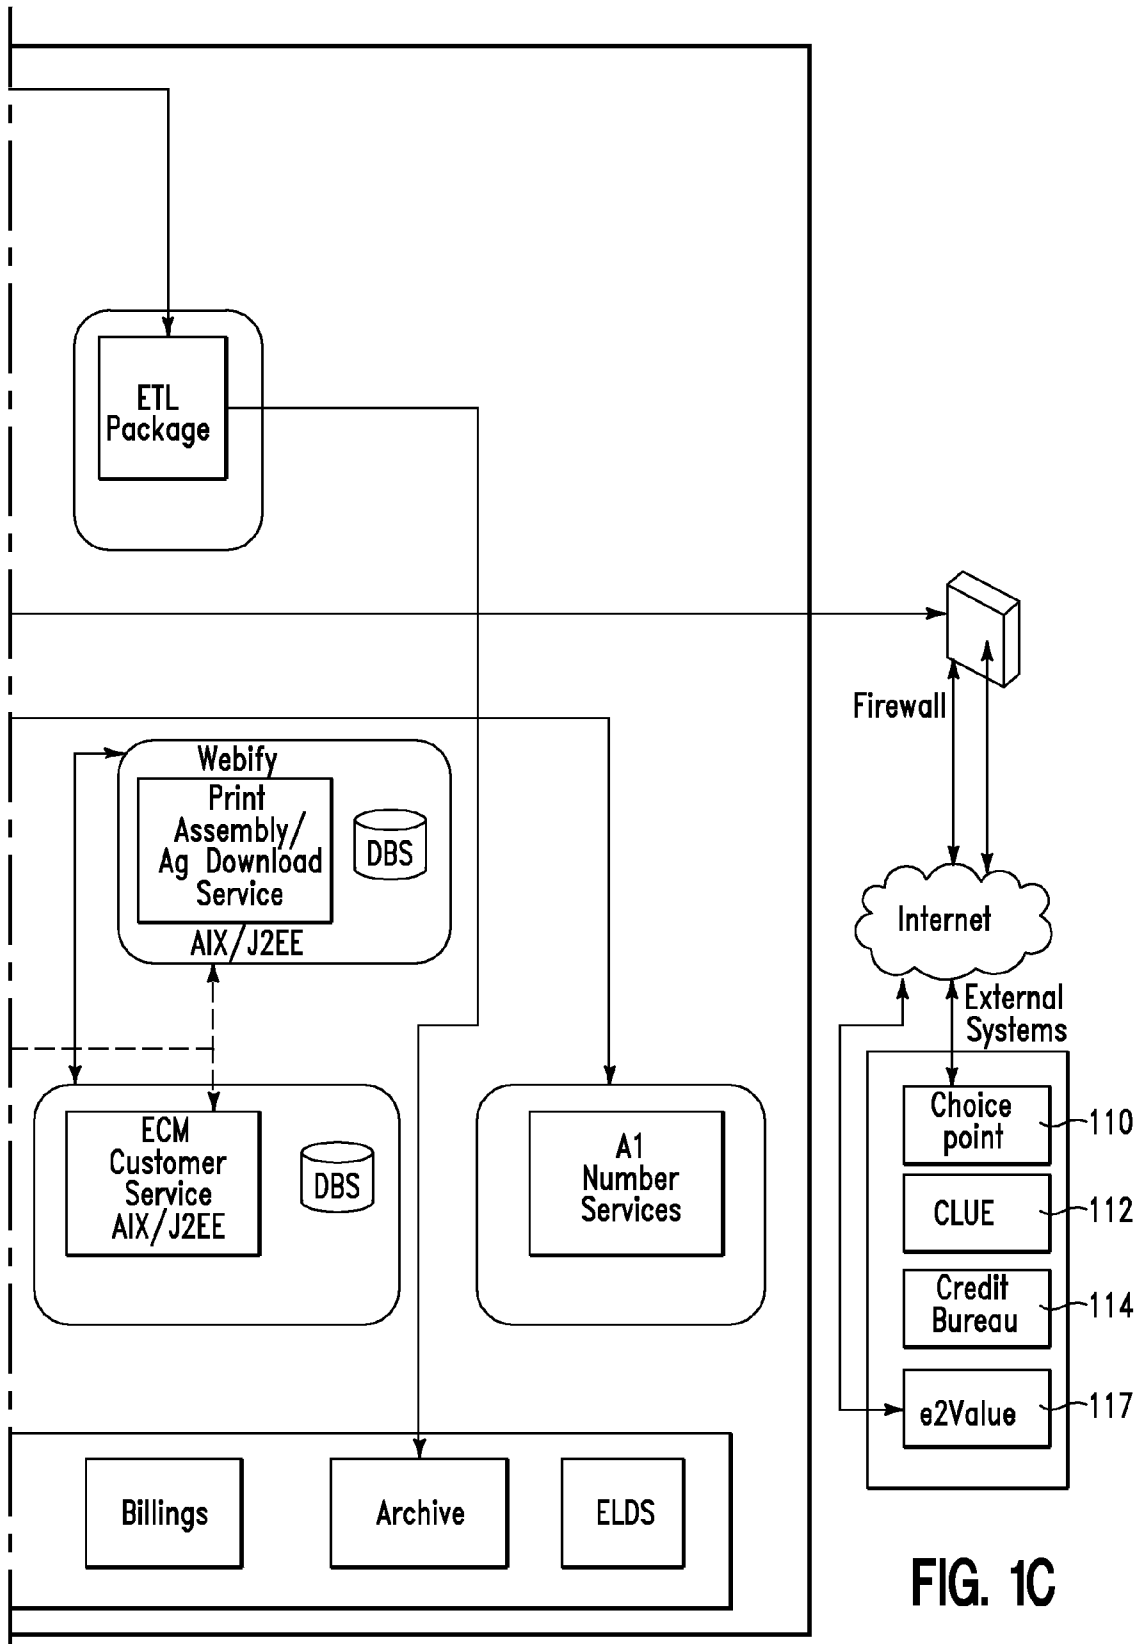 ETL
Package
Firewall
Webify
Print
Assembly/
Ag Download
Service
DBS
AIX/J2EE
Internet
External
Systems
ECM
Customer
Service
AIX/J2EE
DBS
A1
Number
Services
Choice
point
110
CLUE
112
Credit
Bureau
114
e2Value
117
Billings
Archive
ELDS
FIG. 1C